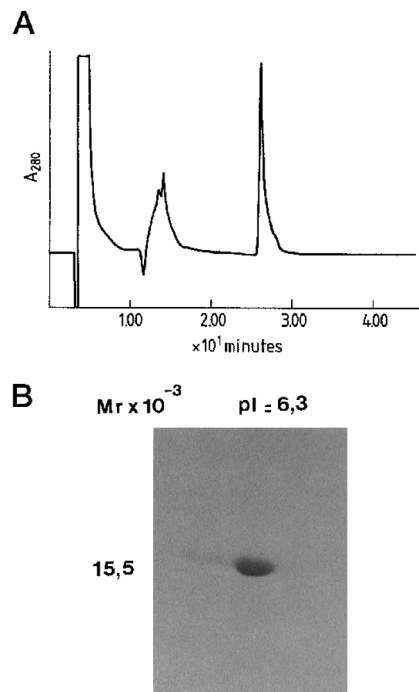 A
A280
1.00 2.00 3.00 4.00
×10¹ minutes
B
Mr x 10⁻³ pI = 6,3
15,5